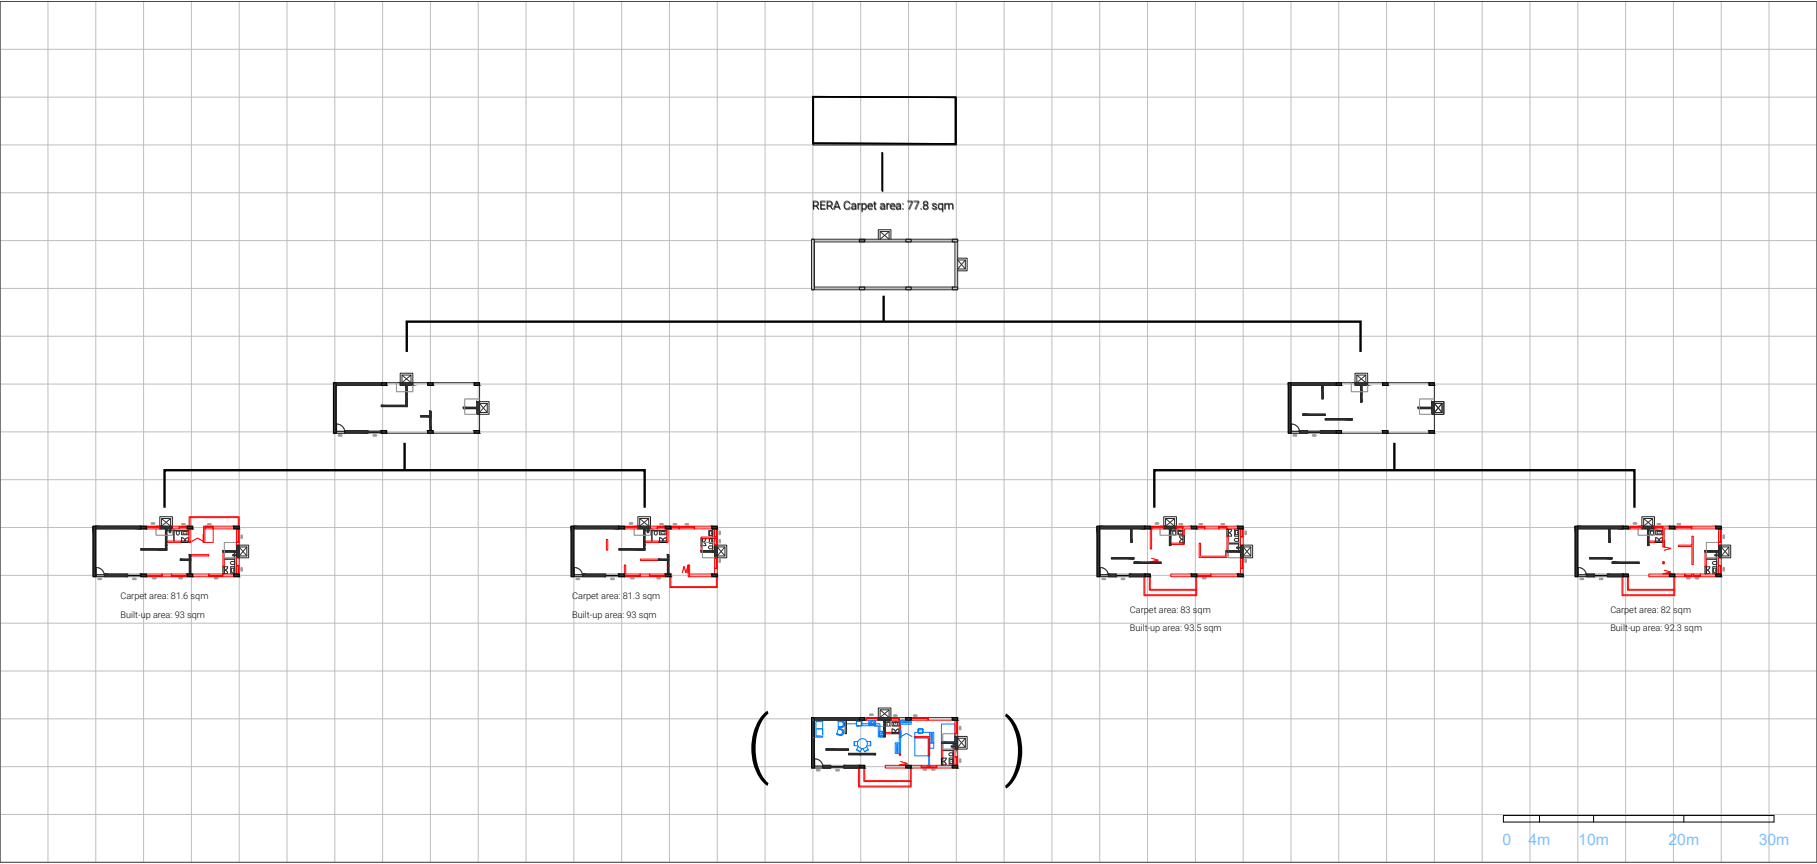 RERA Carpet area: 77.8 sqm
Carpet area: 81.6 sqm
Built-up area: 93 sqm
Carpet area: 81.3 sqm
Built-up area: 93 sqm
Carpet area: 83 sqm
Built-up area: 93.5 sqm
Carpet area: 82 sqm
Built-up area: 92.3 sqm
0 4m 10m 20m 30m